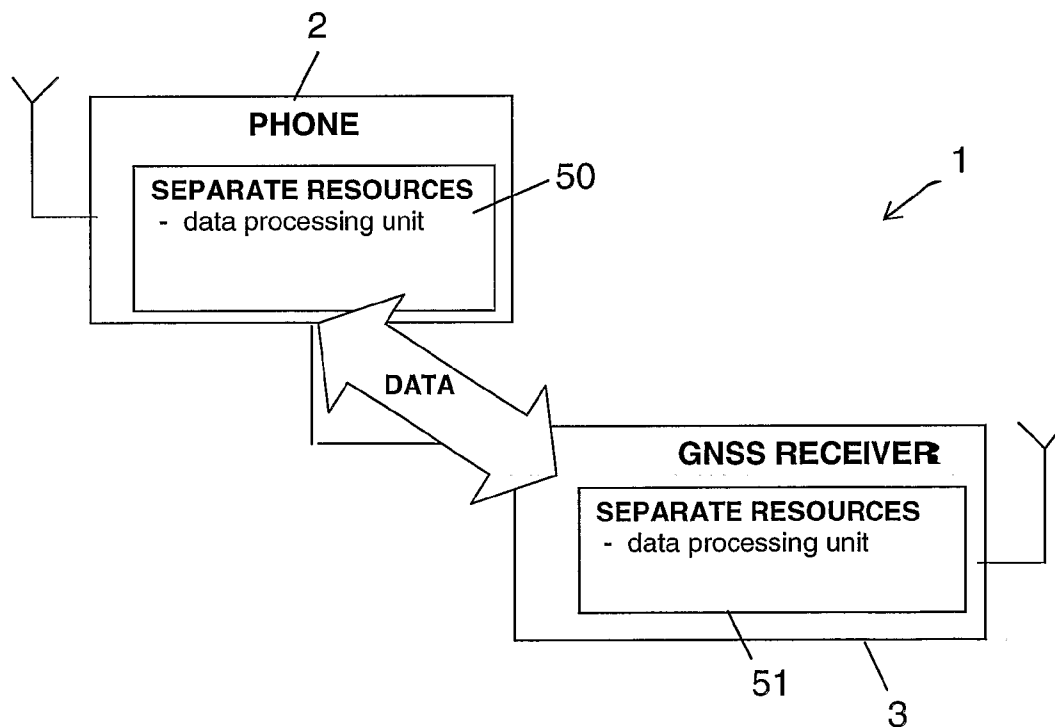 2
PHONE
SEPARATE RESOURCES
- data processing unit
50
1
DATA
GNSS RECEIVER
SEPARATE RESOURCES
- data processing unit
51
3